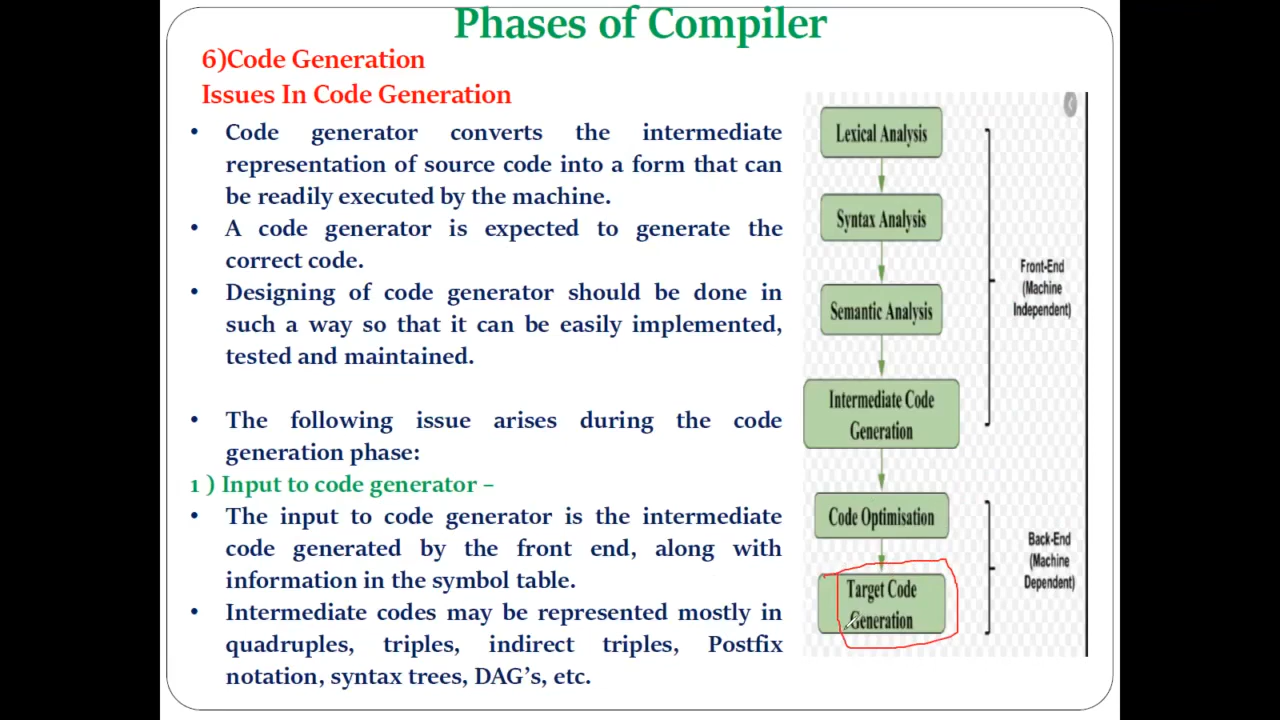 Phases of Compiler
6)Code Generation
Issues In Code Generation
• Code generator converts the intermediate
representation of source code into a form that can
be readily executed by the machine.
• A code generator is expected to generate the
correct code.
• Designing of code generator should be done in
such a way so that it can be easily implemented,
tested and maintained.
• The following issue arises during the code
generation phase:
1 ) Input to code generator –
• The input to code generator is the intermediate
code generated by the front end, along with
information in the symbol table.
• Intermediate codes may be represented mostly in
quadruples, triples, indirect triples, Postfix
notation, syntax trees, DAG's, etc.
Lexical Analysis
Syntax Analysis
Semantic Analysis
Intermediate Code
Generation
Code Optimisation
Target Code
Generation
Front-End
(Machine
Independent)
Back-End
(Machine
Dependent)